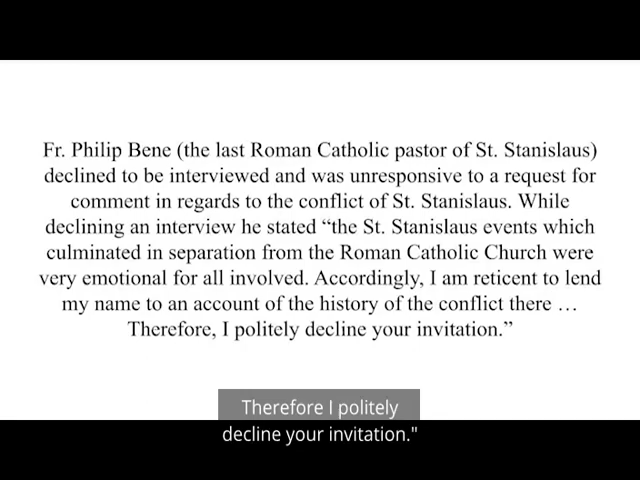 Fr. Philip Bene (the last Roman Catholic pastor of St. Stanislaus)
declined to be interviewed and was unresponsive to a request for
comment in regards to the conflict of St. Stanislaus. While
declining an interview he stated “the St. Stanislaus events which
culminated in separation from the Roman Catholic Church were
very emotional for all involved. Accordingly, I am reticent to lend
my name to an account of the history of the conflict there …
Therefore, I politely decline your invitation.”
Therefore I politely
decline your invitation."